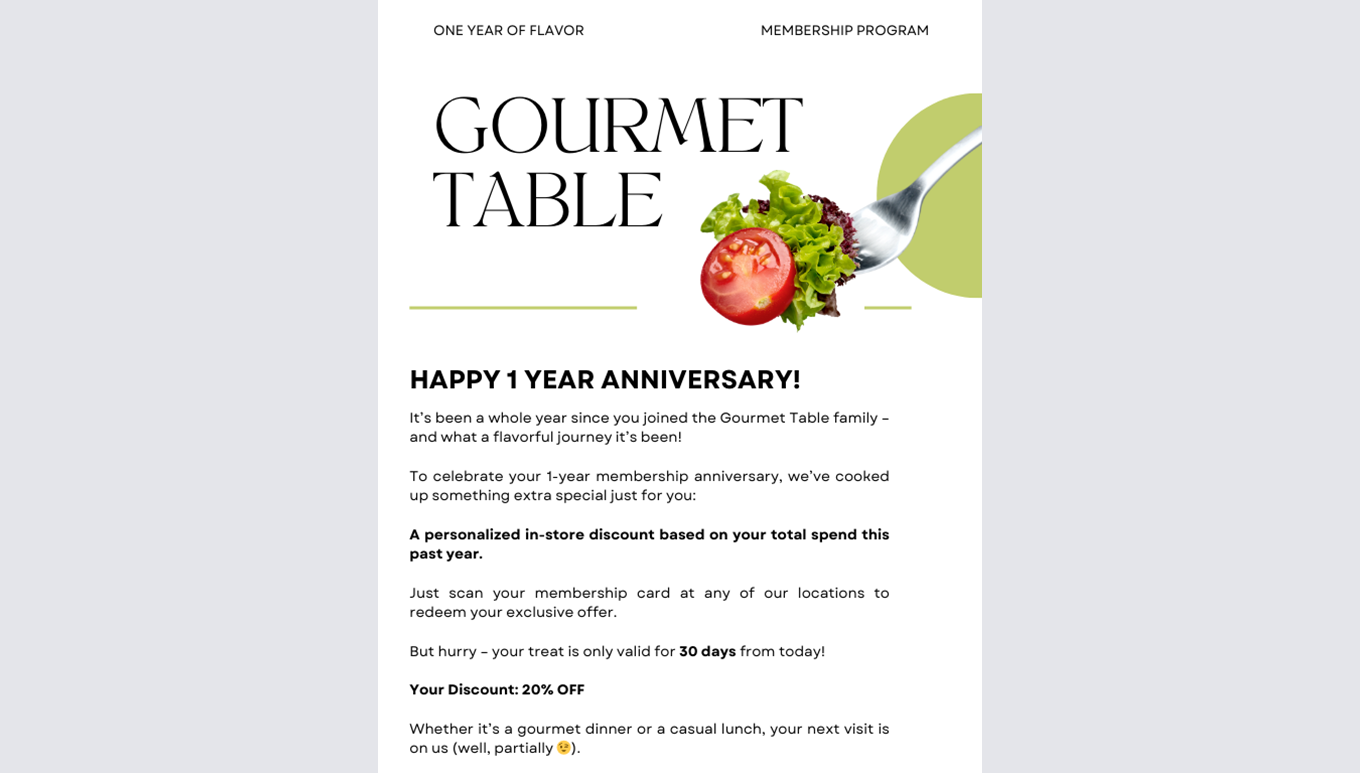 ONE YEAR OF FLAVOR
MEMBERSHIP PROGRAM
GOURMET
TABLE
HAPPY 1 YEAR ANNIVERSARY!
It’s been a whole year since you joined the Gourmet Table family –
and what a flavorful journey it’s been!
To celebrate your 1-year membership anniversary, we’ve cooked
up something extra special just for you:
A personalized in-store discount based on your total spend this
past year.
Just scan your membership card at any of our locations to
redeem your exclusive offer.
But hurry – your treat is only valid for 30 days from today!
Your Discount: 20% OFF
Whether it’s a gourmet dinner or a casual lunch, your next visit is
on us (well, partially 😉).